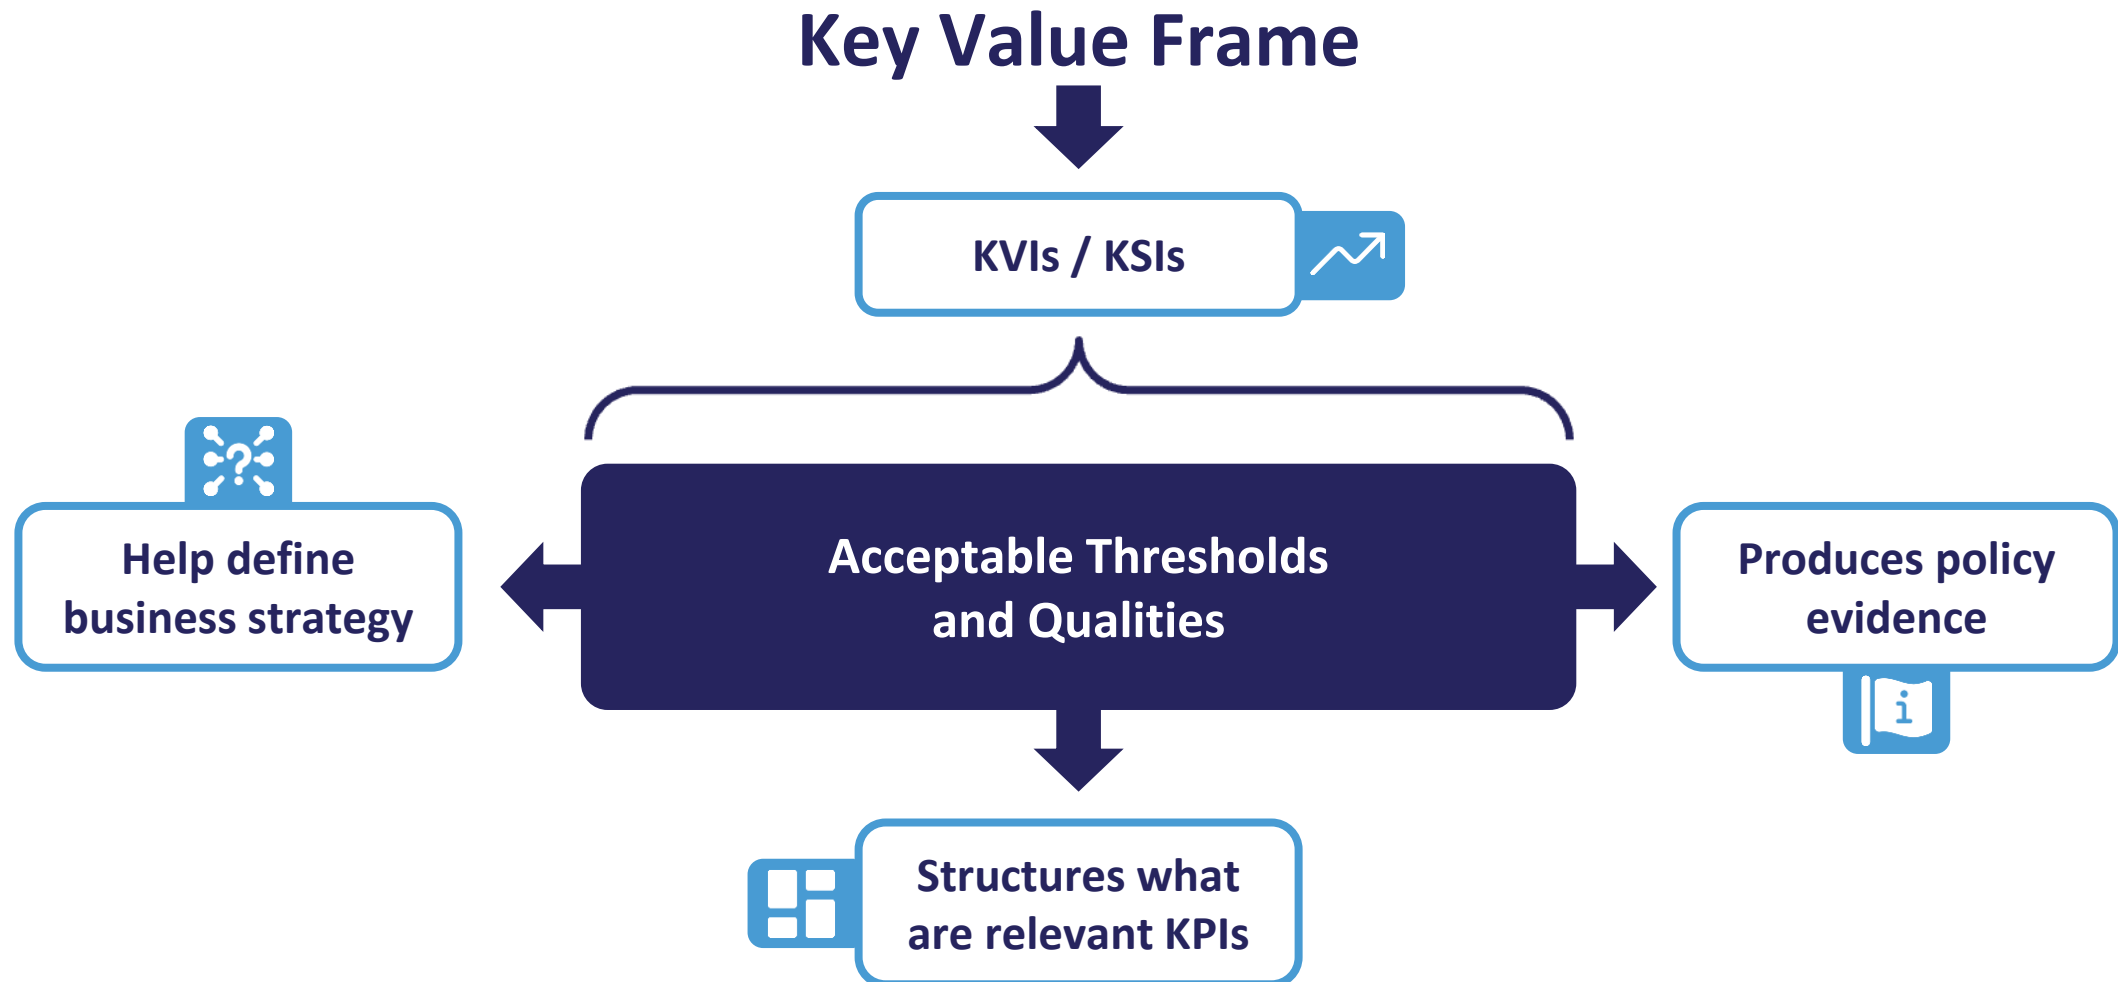 Key Value Frame
KVIs / KSIs
Help define
business strategy
Acceptable Thresholds
and Qualities
Produces policy
evidence
i
Structures what
are relevant KPIs